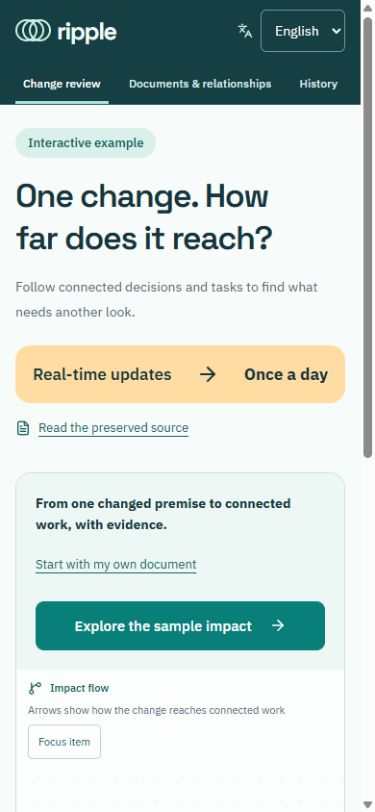 ripple
English
Change review
Documents & relationships
History
Interactive example
One change. How
far does it reach?
Follow connected decisions and tasks to find what
needs another look.
Real-time updates → Once a day
Read the preserved source
From one changed premise to connected
work, with evidence.
Start with my own document
Explore the sample impact →
Impact flow
Arrows show how the change reaches connected work
Focus item